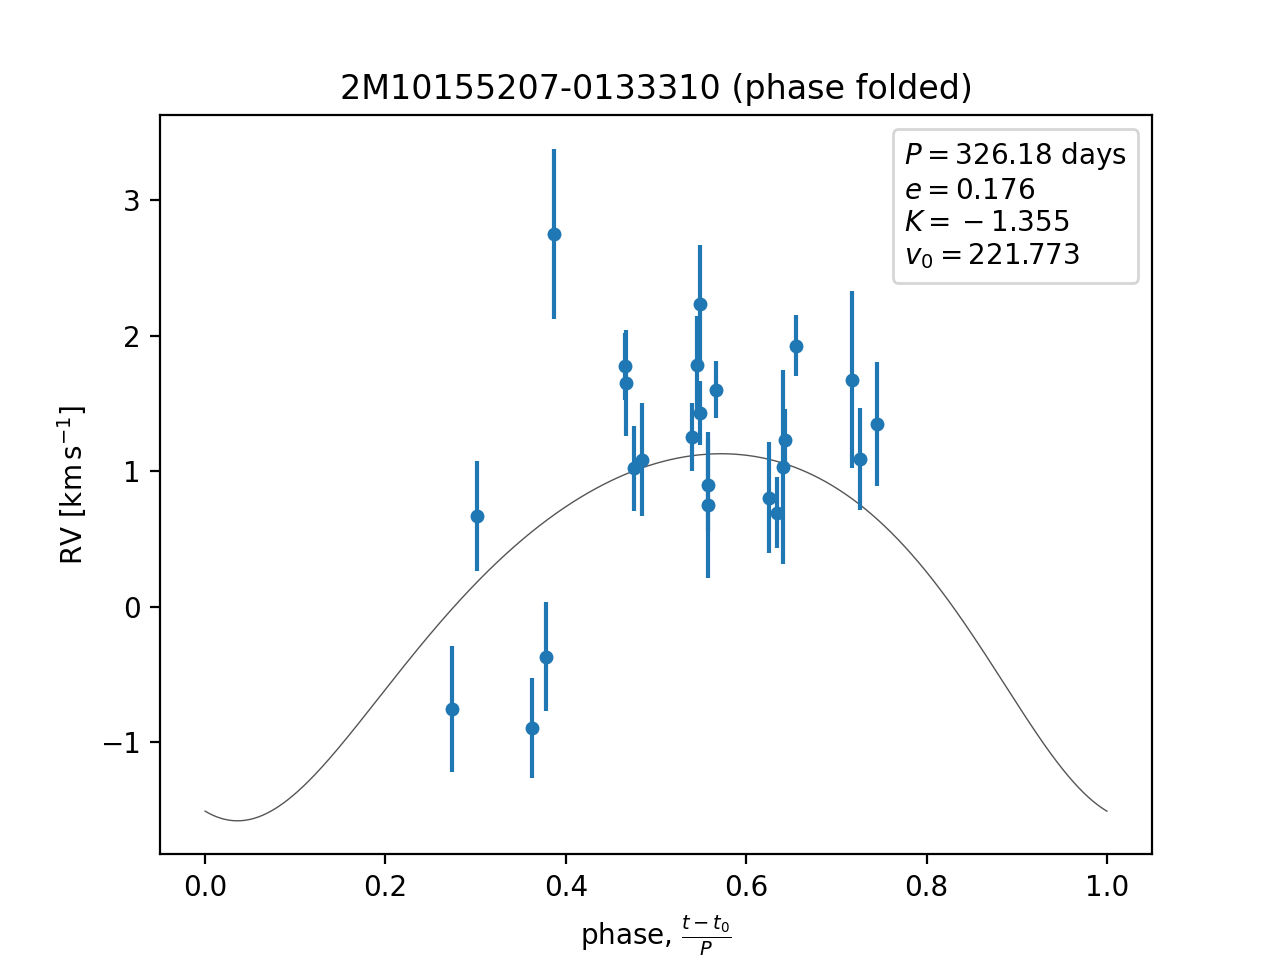 2M10155207-0133310 (phase folded)
P = 326.18 days
e = 0.176
K = −1.355
v₀ = 221.773
RV [km s⁻¹]
3
2
1
0
−1
0.0 0.2 0.4 0.6 0.8 1.0
phase, (t − t₀)/P